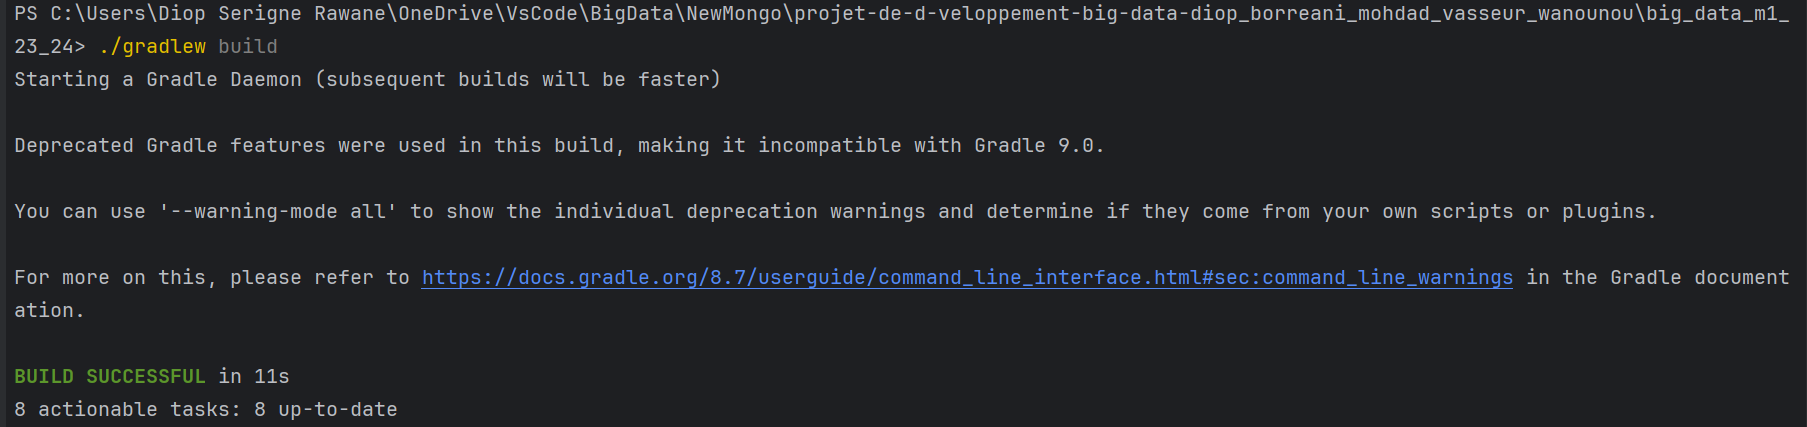 PS C:\Users\Diop Serigne Rawane\OneDrive\VsCode\BigData\NewMongo\projet-de-d-veloppement-big-data-diop_borreani_mohdad_vasseur_wanounou\big_data_m1_
23_24> ./gradlew build
Starting a Gradle Daemon (subsequent builds will be faster)
Deprecated Gradle features were used in this build, making it incompatible with Gradle 9.0.
You can use '--warning-mode all' to show the individual deprecation warnings and determine if they come from your own scripts or plugins.
For more on this, please refer to https://docs.gradle.org/8.7/userguide/command_line_interface.html#sec:command_line_warnings in the Gradle document
ation.
BUILD SUCCESSFUL in 11s
8 actionable tasks: 8 up-to-date